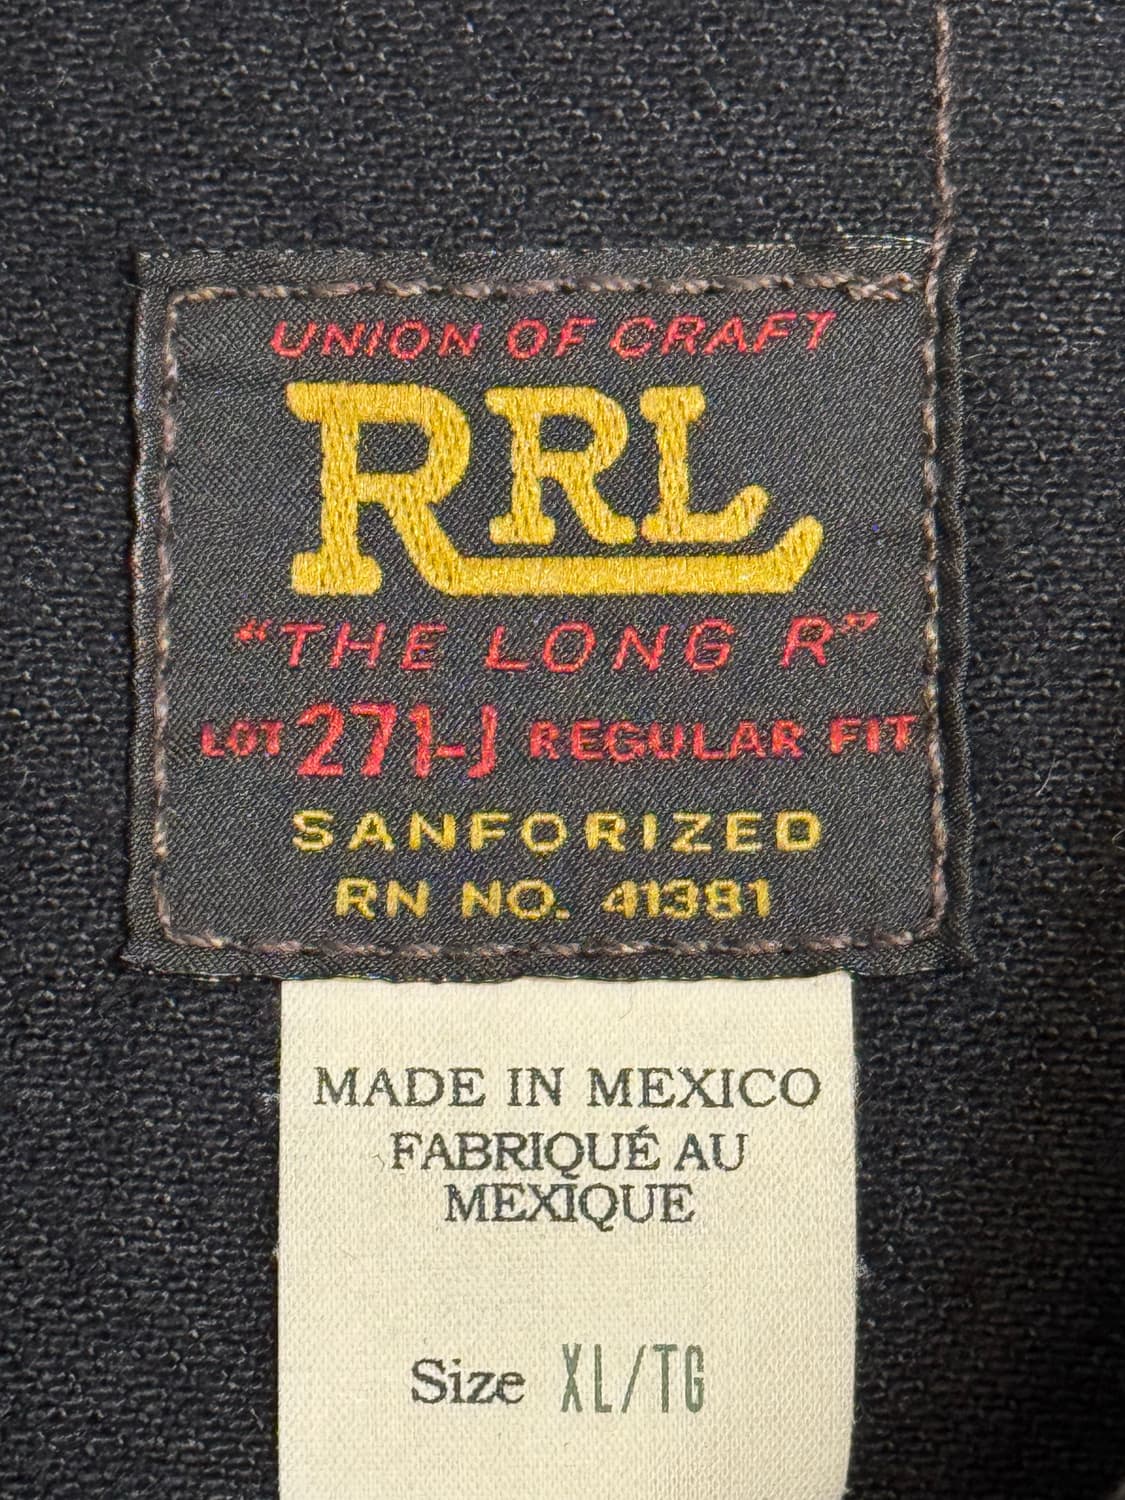 UNION OF CRAFT
RRL
"THE LONG R"
LOT 271-J REGULAR FIT
SANFORIZED
RN NO. 41381
MADE IN MEXICO
FABRIQUÉ AU
MEXIQUE
Size XL/TG